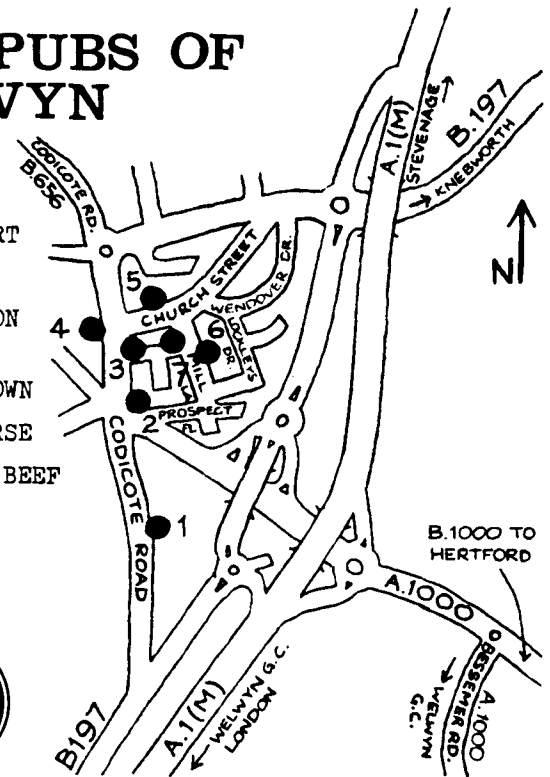 PUBS OF
WYN
CODICOTE RD.
B.656
A.1(M)
STEVENAGE
B.197
KNEBWORTH
N
RT
ON
OWN
RSE
BEEF
5
CHURCH STREET
WENDOVER DR.
LOCKLEYS
DR.
4
3
6
MILL
LA.
2
PROSPECT
PL.
CODICOTE
ROAD
1
B.1000 TO
HERTFORD
A.1000
BESSEMER RD.
A.1000
WELWYN
G.C.
B197
A.1(M)
WELWYN G.C.
LONDON